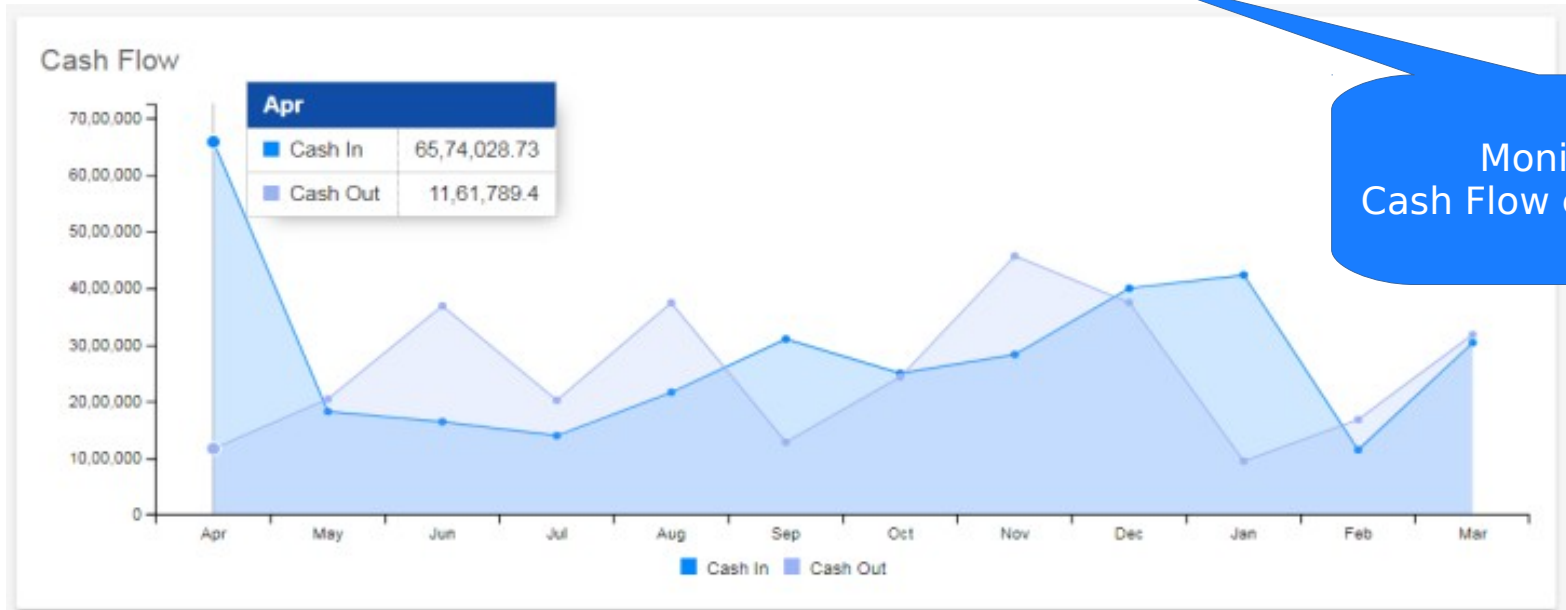 Cash Flow
Apr
Cash In 65,74,028.73
Cash Out 11,61,789.4
70,00,000
60,00,000
50,00,000
40,00,000
30,00,000
20,00,000
10,00,000
0
Apr May Jun Jul Aug Sep Oct Nov Dec Jan Feb Mar
Cash In Cash Out
Cash Flow